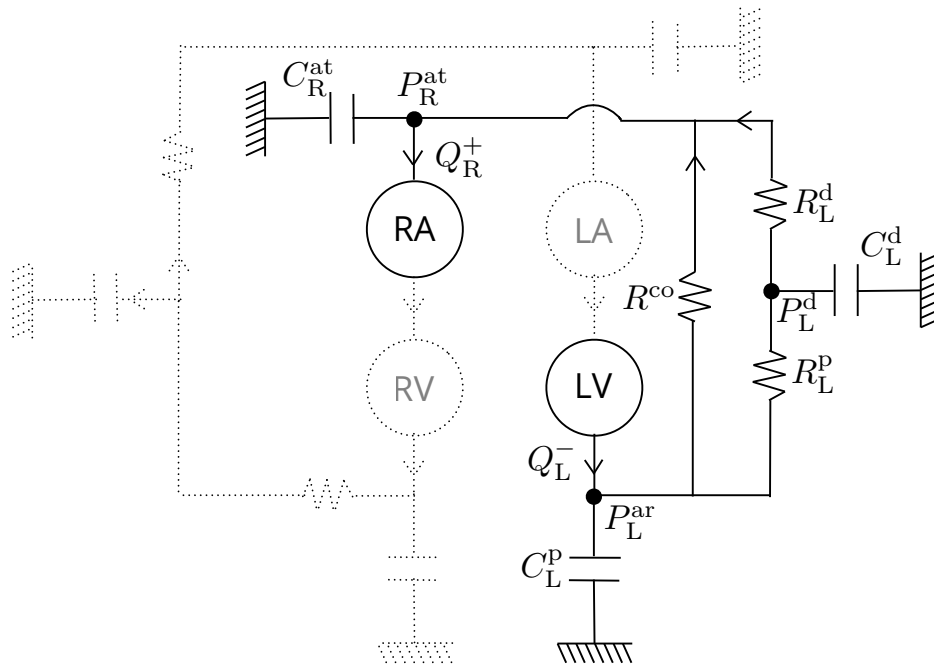 C_R^at
P_R^at
Q_R^+
RA
LA
R_L^d
C_L^d
R^co
P_L^d
RV
LV
R_L^p
Q_L^-
P_L^ar
C_L^p